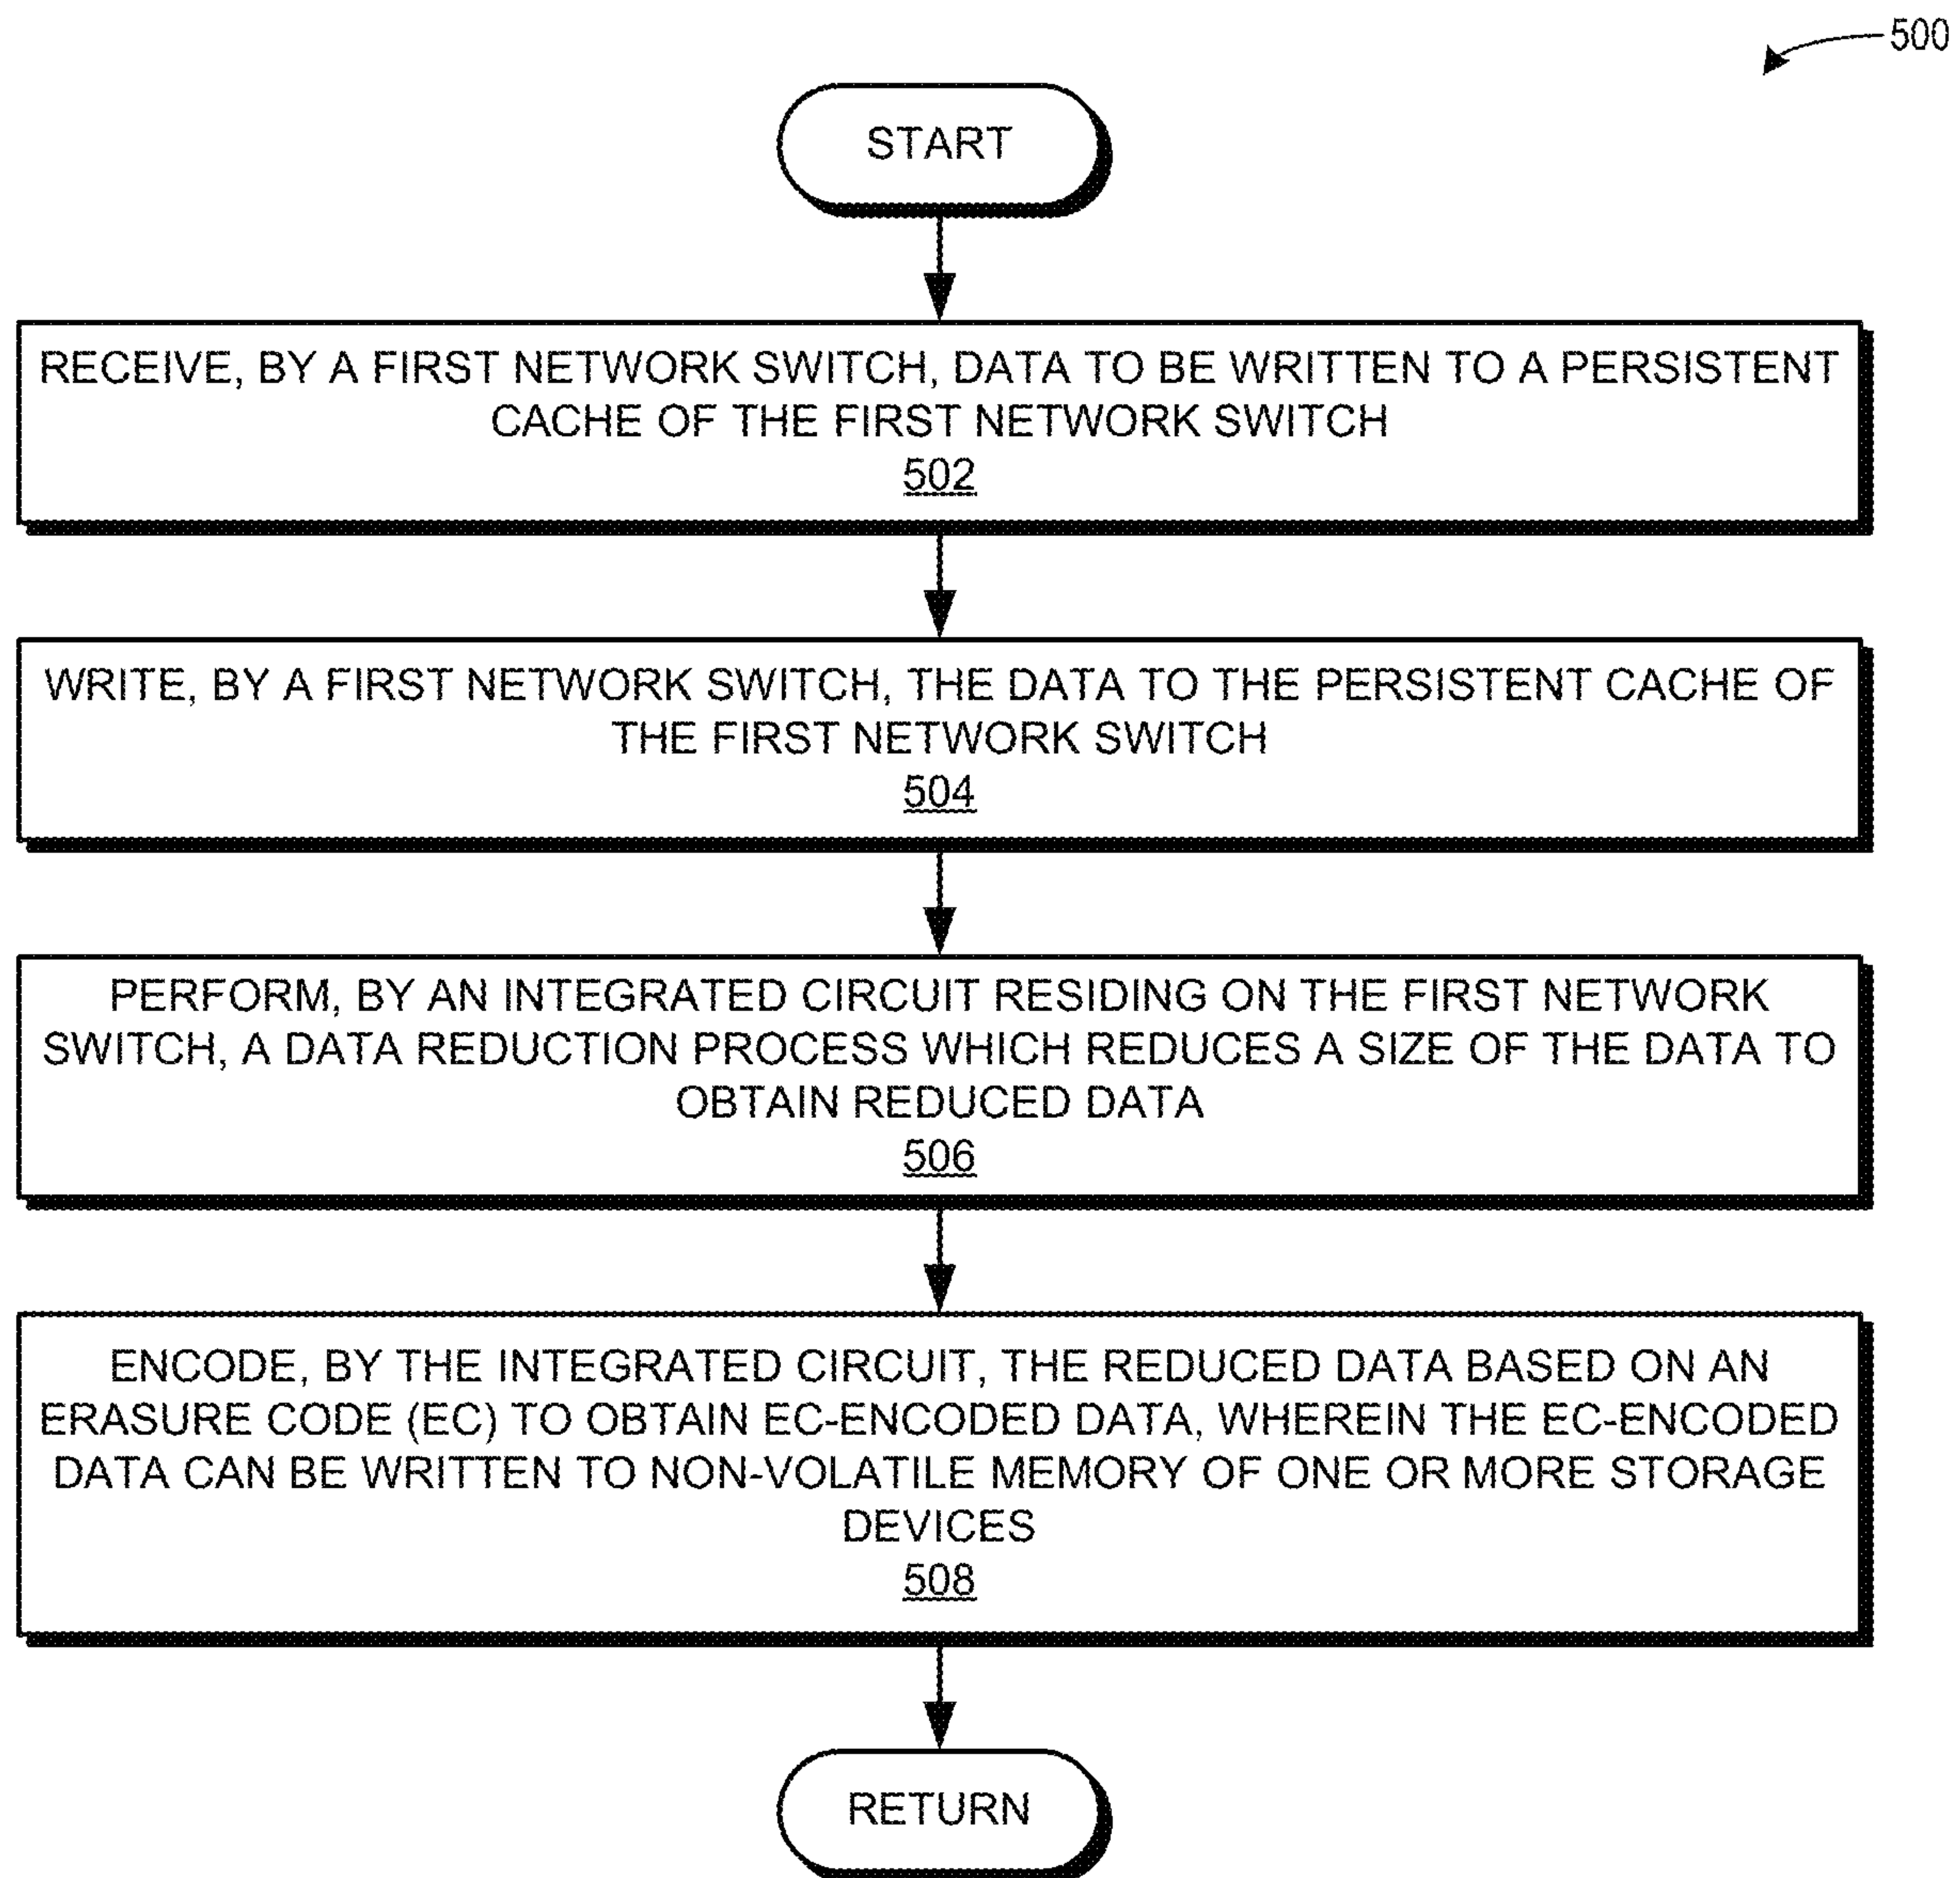 500
START
RECEIVE, BY A FIRST NETWORK SWITCH, DATA TO BE WRITTEN TO A PERSISTENT
CACHE OF THE FIRST NETWORK SWITCH
502
WRITE, BY A FIRST NETWORK SWITCH, THE DATA TO THE PERSISTENT CACHE OF
THE FIRST NETWORK SWITCH
504
PERFORM, BY AN INTEGRATED CIRCUIT RESIDING ON THE FIRST NETWORK
SWITCH, A DATA REDUCTION PROCESS WHICH REDUCES A SIZE OF THE DATA TO
OBTAIN REDUCED DATA
506
ENCODE, BY THE INTEGRATED CIRCUIT, THE REDUCED DATA BASED ON AN
ERASURE CODE (EC) TO OBTAIN EC-ENCODED DATA, WHEREIN THE EC-ENCODED
DATA CAN BE WRITTEN TO NON-VOLATILE MEMORY OF ONE OR MORE STORAGE
DEVICES
508
RETURN